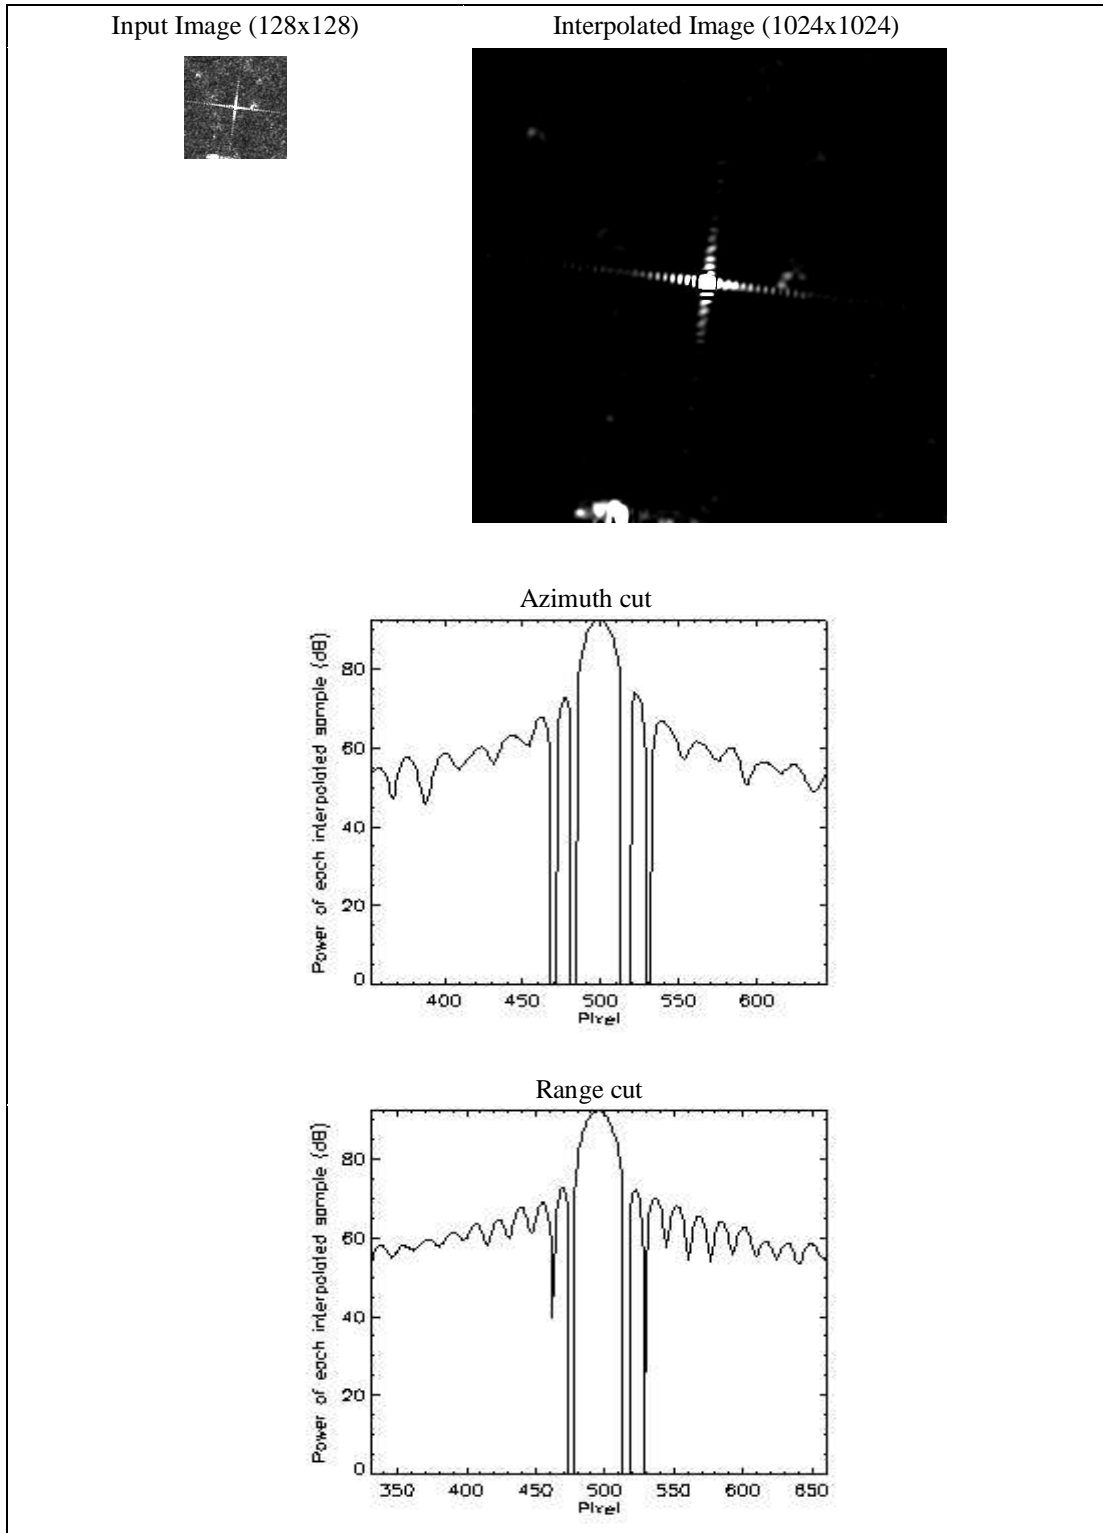 Input Image (128x128)
Interpolated Image (1024x1024)
Azimuth cut
Power of each interpolated sample (dB)
80
60
40
20
0
400 450 500 550 600
Pixel
Range cut
Power of each interpolated sample (dB)
80
60
40
20
0
350 400 450 500 550 600 650
Pixel